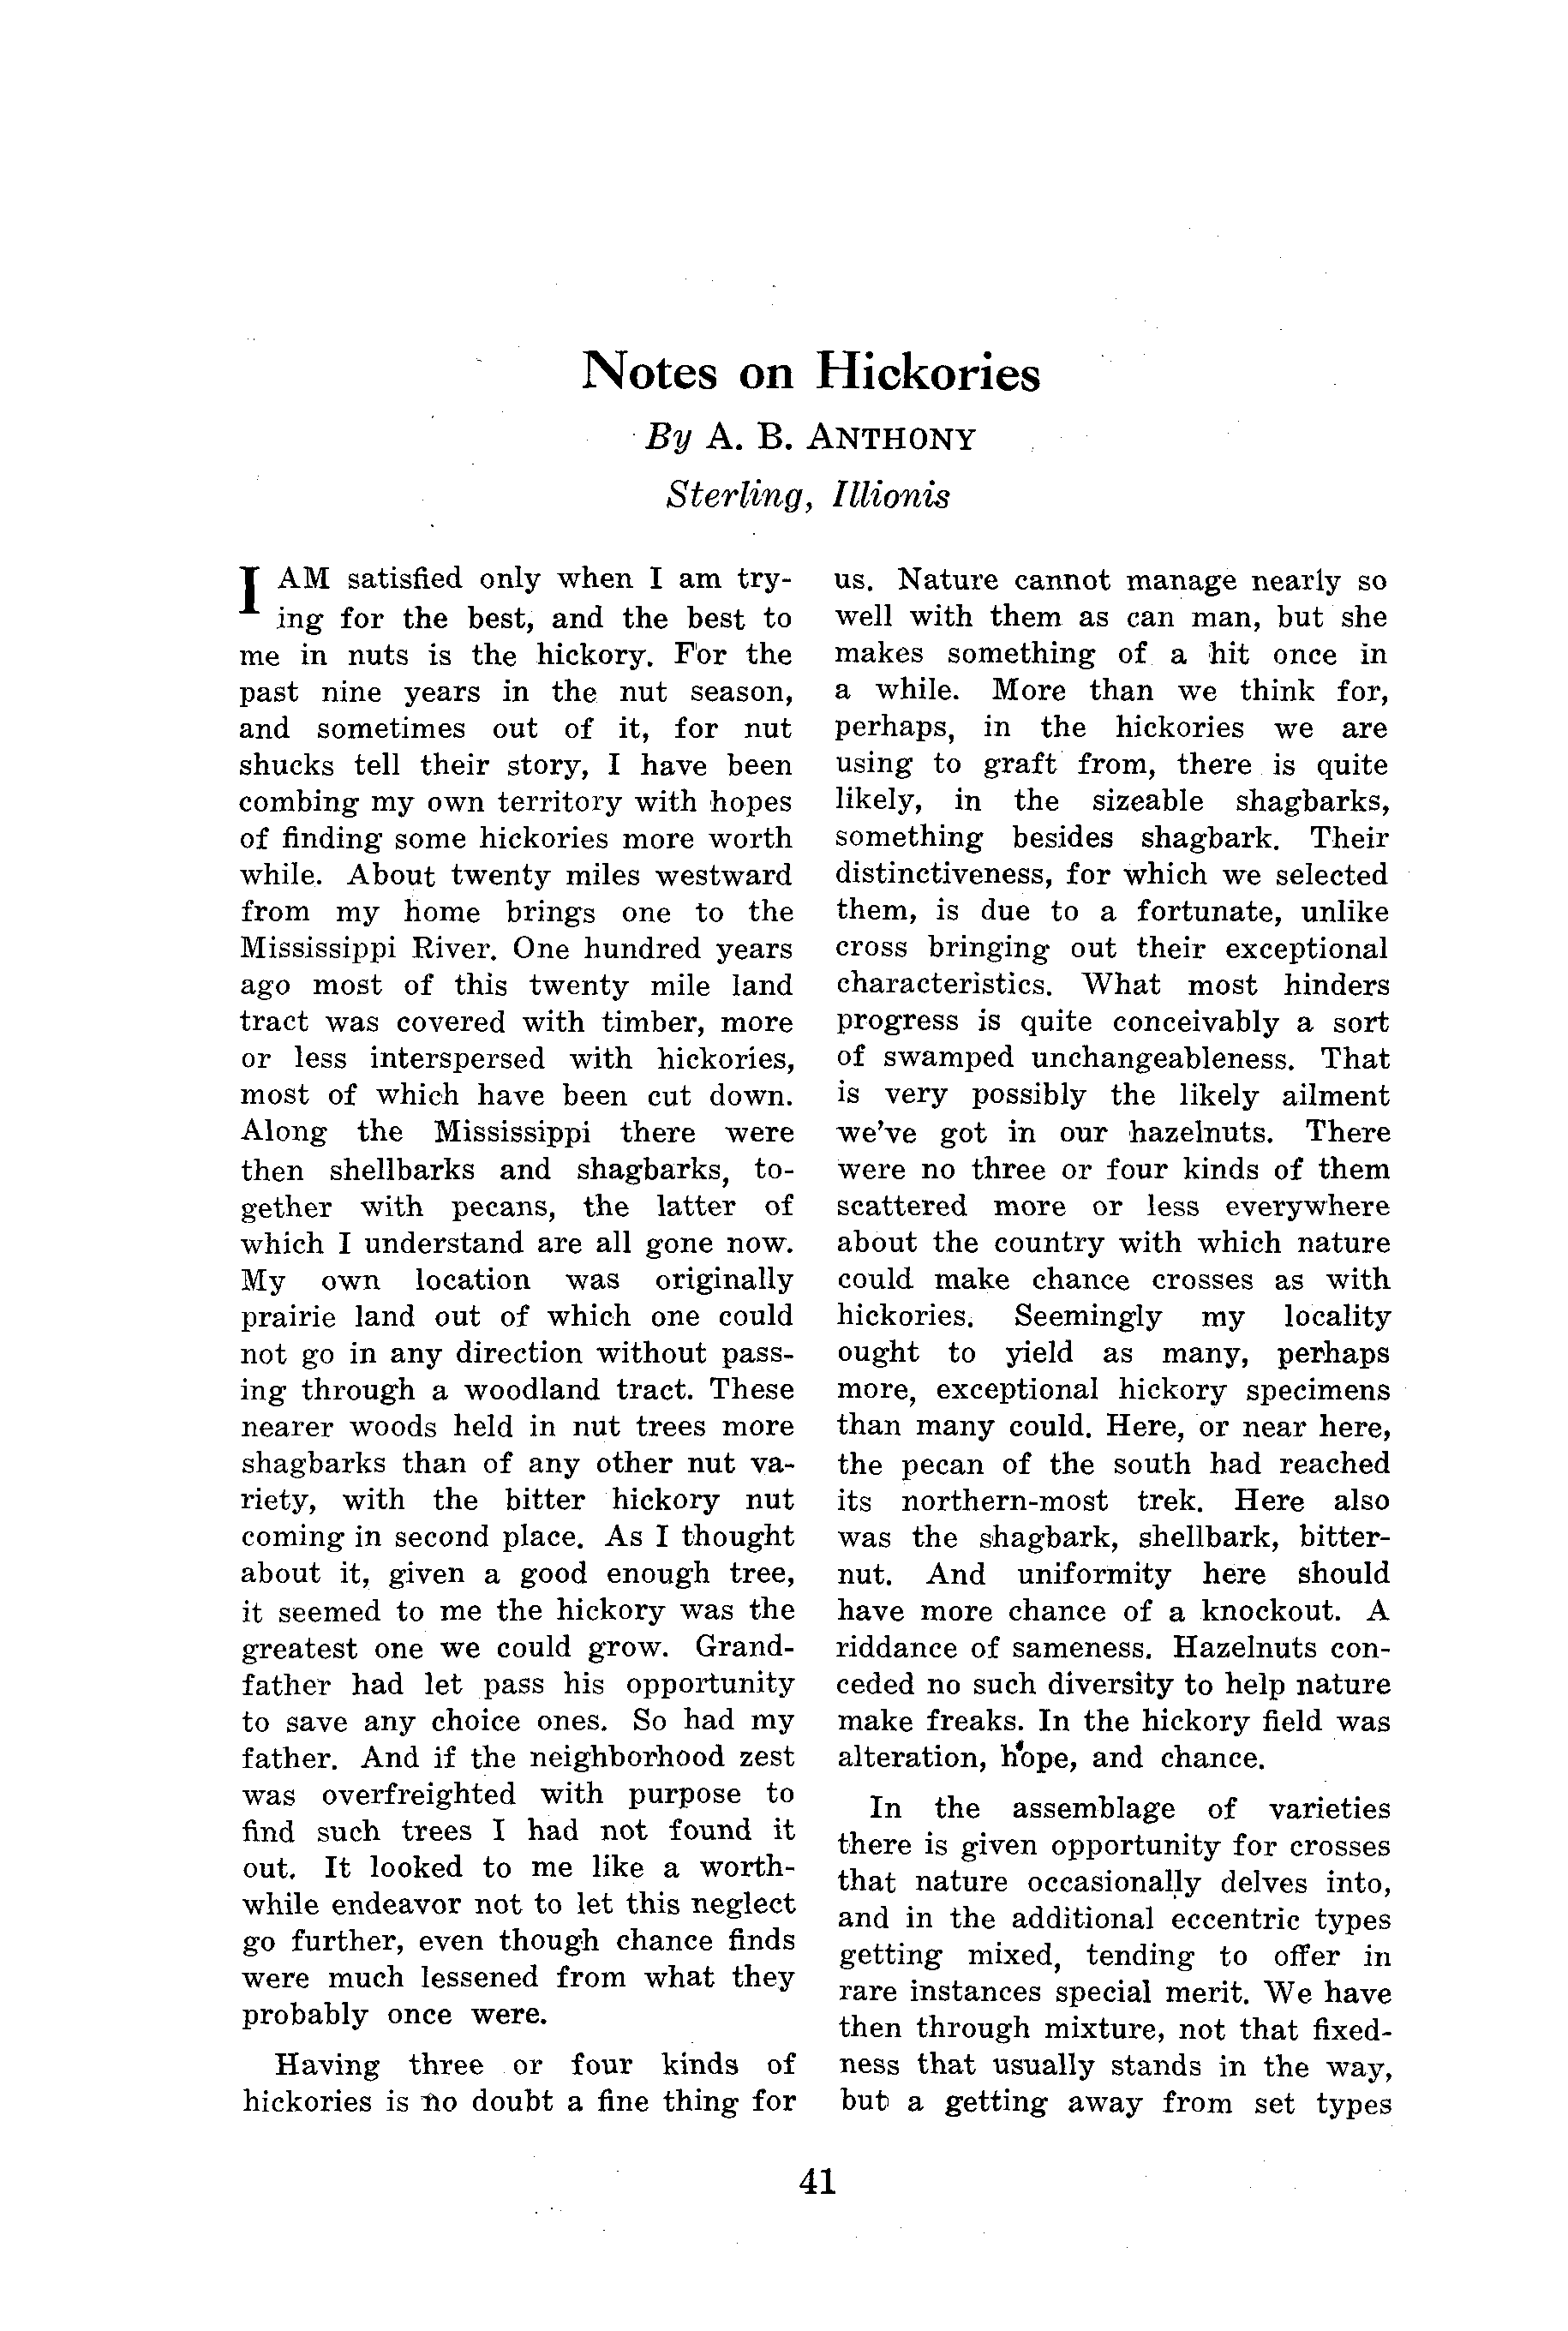 Notes on Hickories
By A. B. ANTHONY
Sterling, Illionis
I AM satisfied only when I am try-
ing for the best, and the best to
me in nuts is the hickory. For the
past nine years in the nut season,
and sometimes out of it, for nut
shucks tell their story, I have been
combing my own territory with hopes
of finding some hickories more worth
while. About twenty miles westward
from my home brings one to the
Mississippi River. One hundred years
ago most of this twenty mile land
tract was covered with timber, more
or less interspersed with hickories,
most of which have been cut down.
Along the Mississippi there were
then shellbarks and shagbarks, to-
gether with pecans, the latter of
which I understand are all gone now.
My own location was originally
prairie land out of which one could
not go in any direction without pass-
ing through a woodland tract. These
nearer woods held in nut trees more
shagbarks than of any other nut va-
riety, with the bitter hickory nut
coming in second place. As I thought
about it, given a good enough tree,
it seemed to me the hickory was the
greatest one we could grow. Grand-
father had let pass his opportunity
to save any choice ones. So had my
father. And if the neighborhood zest
was overfreighted with purpose to
find such trees I had not found it
out. It looked to me like a worth-
while endeavor not to let this neglect
go further, even though chance finds
were much lessened from what they
probably once were.
Having three or four kinds of
hickories is no doubt a fine thing for
us. Nature cannot manage nearly so
well with them as can man, but she
makes something of a hit once in
a while. More than we think for,
perhaps, in the hickories we are
using to graft from, there is quite
likely, in the sizeable shagbarks,
something besides shagbark. Their
distinctiveness, for which we selected
them, is due to a fortunate, unlike
cross bringing out their exceptional
characteristics. What most hinders
progress is quite conceivably a sort
of swamped unchangeableness. That
is very possibly the likely ailment
we've got in our hazelnuts. There
were no three or four kinds of them
scattered more or less everywhere
about the country with which nature
could make chance crosses as with
hickories. Seemingly my locality
ought to yield as many, perhaps
more, exceptional hickory specimens
than many could. Here, or near here,
the pecan of the south had reached
its northern-most trek. Here also
was the shagbark, shellbark, bitter-
nut. And uniformity here should
have more chance of a knockout. A
riddance of sameness. Hazelnuts con-
ceded no such diversity to help nature
make freaks. In the hickory field was
alteration, hope, and chance.
In the assemblage of varieties
there is given opportunity for crosses
that nature occasionally delves into,
and in the additional eccentric types
getting mixed, tending to offer in
rare instances special merit. We have
then through mixture, not that fixed-
ness that usually stands in the way,
but a getting away from set types
41